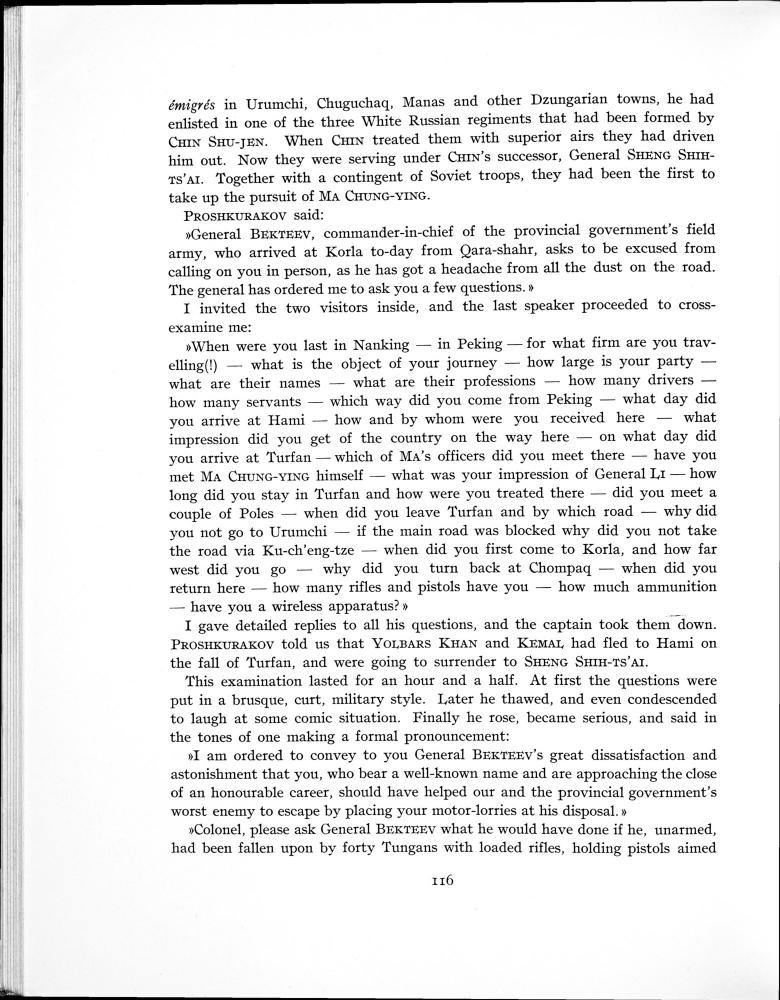 émigrés in Urumchi, Chuguchaq, Manas and other Dzungarian towns, he had
enlisted in one of the three White Russian regiments that had been formed by
CHIN SHU-JEN. When CHIN treated them with superior airs they had driven
him out. Now they were serving under CHIN's successor, General SHENG SHIH-
TS'AI. Together with a contingent of Soviet troops, they had been the first to
take up the pursuit of MA CHUNG-YING.
PROSHKURAKOV said:
»General BEKTEEV, commander-in-chief of the provincial government's field
army, who arrived at Korla to-day from Qara-shahr, asks to be excused from
calling on you in person, as he has got a headache from all the dust on the road.
The general has ordered me to ask you a few questions.»
I invited the two visitors inside, and the last speaker proceeded to cross-
examine me:
»When were you last in Nanking — in Peking — for what firm are you trav-
elling(!) — what is the object of your journey — how large is your party —
what are their names — what are their professions — how many drivers —
how many servants — which way did you come from Peking — what day did
you arrive at Hami — how and by whom were you received here — what
impression did you get of the country on the way here — on what day did
you arrive at Turfan — which of MA's officers did you meet there — have you
met MA CHUNG-YING himself — what was your impression of General LI — how
long did you stay in Turfan and how were you treated there — did you meet a
couple of Poles — when did you leave Turfan and by which road — why did
you not go to Urumchi — if the main road was blocked why did you not take
the road via Ku-ch'eng-tze — when did you first come to Korla, and how far
west did you go — why did you turn back at Chompaq — when did you
return here — how many rifles and pistols have you — how much ammunition
— have you a wireless apparatus?»
I gave detailed replies to all his questions, and the captain took them down.
PROSHKURAKOV told us that YOLBARS KHAN and KEMAL had fled to Hami on
the fall of Turfan, and were going to surrender to SHENG SHIH-TS'AI.
This examination lasted for an hour and a half. At first the questions were
put in a brusque, curt, military style. Later he thawed, and even condescended
to laugh at some comic situation. Finally he rose, became serious, and said in
the tones of one making a formal pronouncement:
»I am ordered to convey to you General BEKTEEV's great dissatisfaction and
astonishment that you, who bear a well-known name and are approaching the close
of an honourable career, should have helped our and the provincial government's
worst enemy to escape by placing your motor-lorries at his disposal.»
»Colonel, please ask General BEKTEEV what he would have done if he, unarmed,
had been fallen upon by forty Tungans with loaded rifles, holding pistols aimed
116